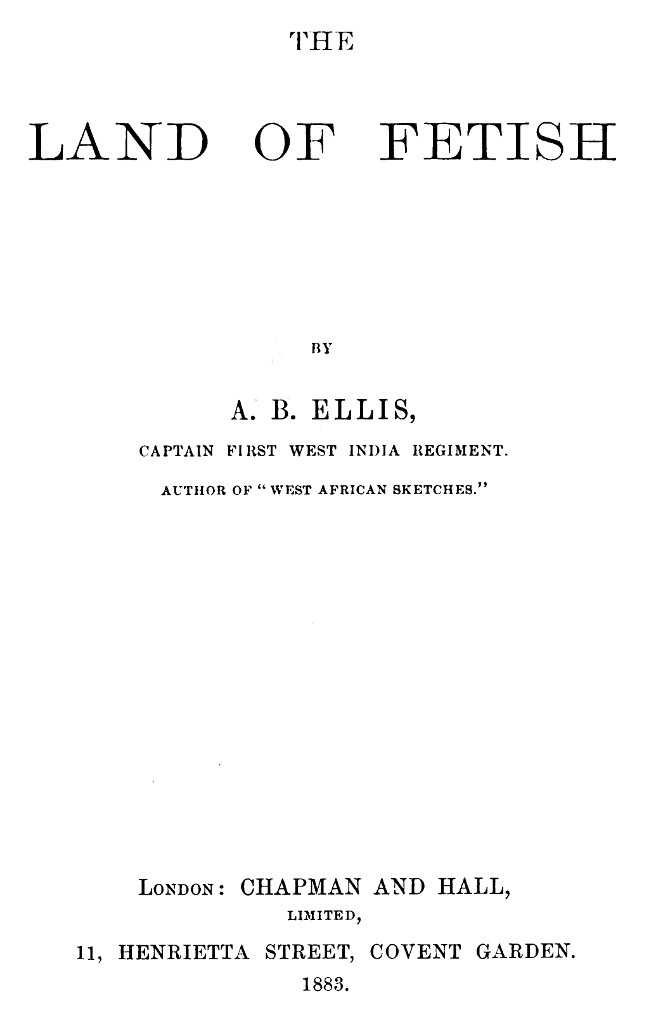 THE
LAND OF FETISH
BY
A. B. ELLIS,
CAPTAIN FIRST WEST INDIA REGIMENT.
AUTHOR OF "WEST AFRICAN SKETCHES."
LONDON: CHAPMAN AND HALL,
LIMITED,
11, HENRIETTA STREET, COVENT GARDEN.
1883.